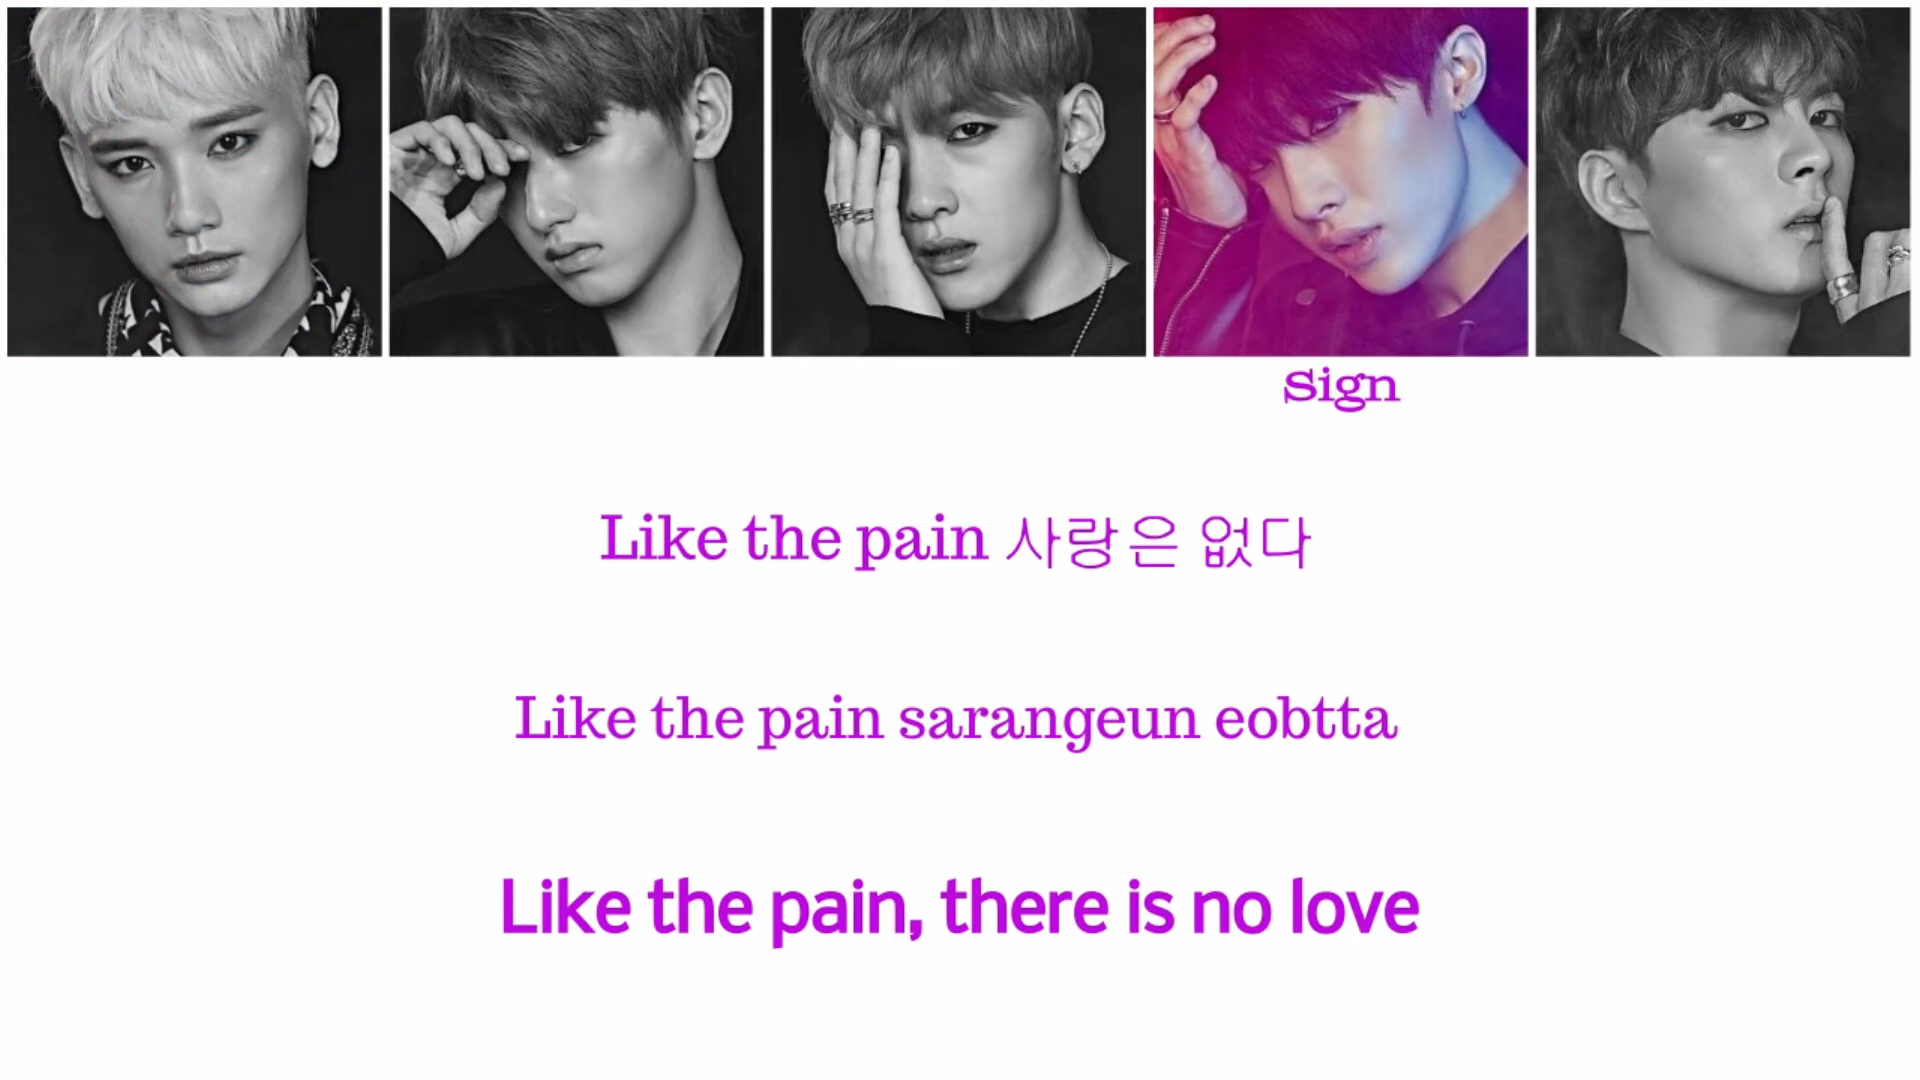 Sign
Like the pain 사랑은 없다
Like the pain sarangeun eobtta
Like the pain, there is no love